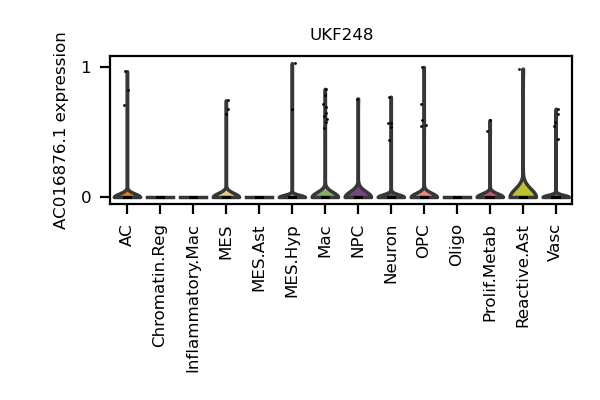 UKF248
AC016876.1 expression
1
0
AC
Chromatin.Reg
Inflammatory.Mac
MES
MES.Ast
MES.Hyp
Mac
NPC
Neuron
OPC
Oligo
Prolif.Metab
Reactive.Ast
Vasc